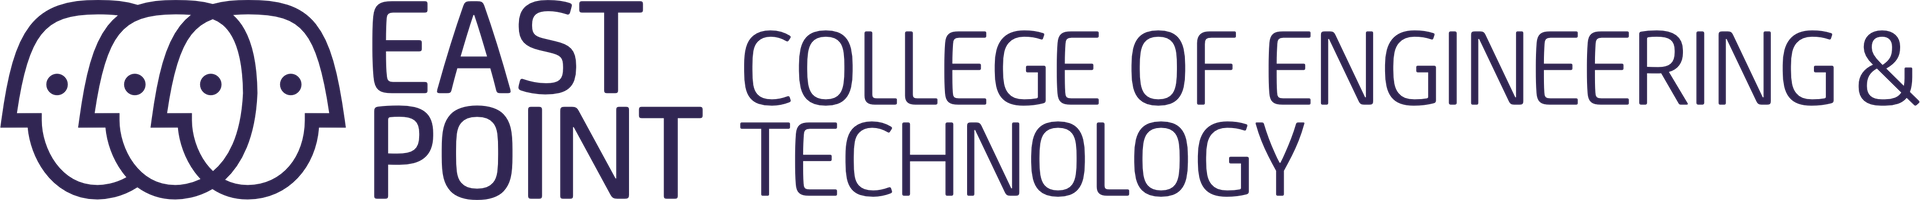 EAST
POINT
COLLEGE OF ENGINEERING &
TECHNOLOGY